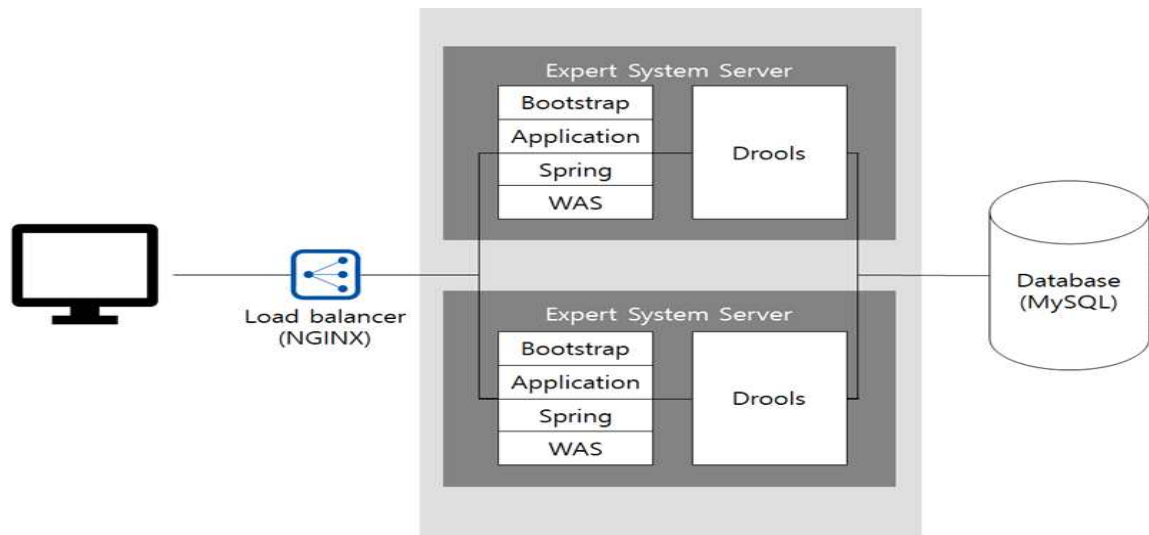 Expert System Server
Bootstrap
Application
Spring
WAS
Drools
Load balancer
(NGINX)
Expert System Server
Bootstrap
Application
Spring
WAS
Drools
Database
(MySQL)